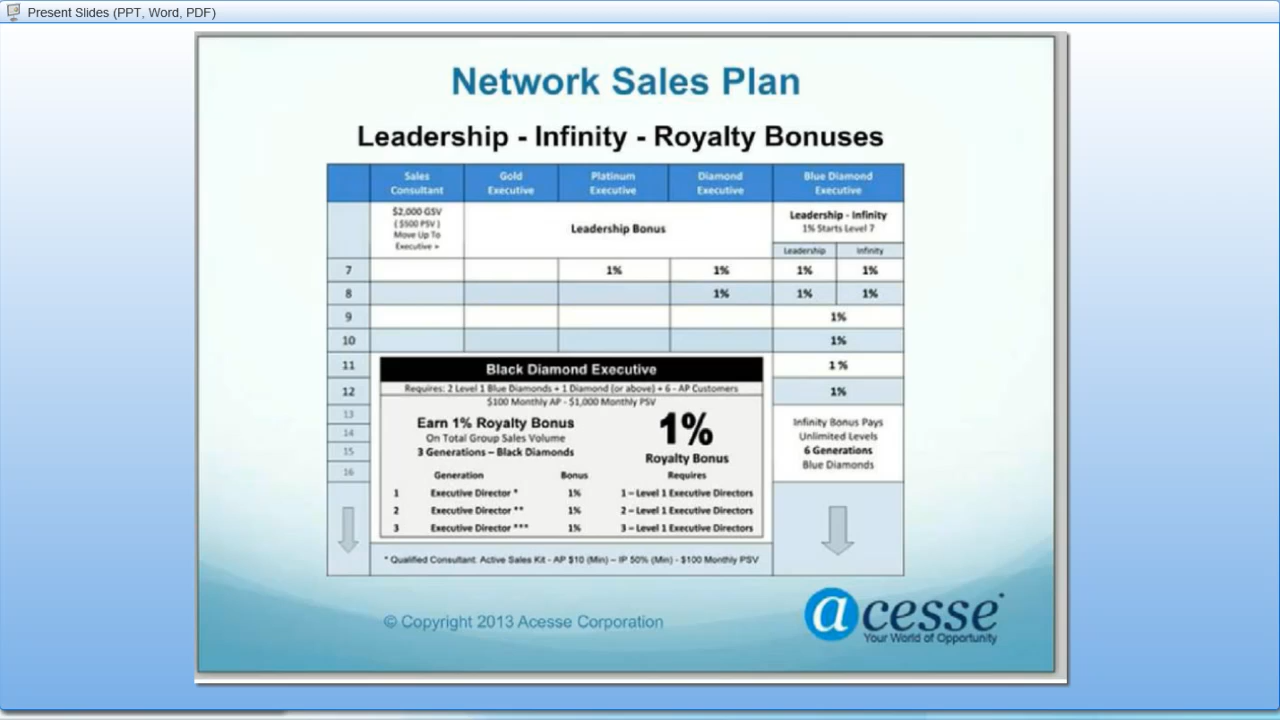 Present Slides (PPT, Word, PDF)
Network Sales Plan
Leadership - Infinity - Royalty Bonuses
Sales Consultant
Gold Executive
Platinum Executive
Diamond Executive
Blue Diamond Executive
$2,000 GSV
( $500 PSV )
Move Up To
Executive »
Leadership Bonus
Leadership - Infinity
1% Starts Level 7
Leadership Infinity
7 1% 1% 1% 1%
8 1% 1% 1%
9 1%
10 1%
11 1%
12 1%
13
14
15
16
Black Diamond Executive
Requires: 2 Level 1 Blue Diamonds + 1 Diamond (or above) + 6 - AP Customers
$100 Monthly AP - $1,000 Monthly PSV
Earn 1% Royalty Bonus
On Total Group Sales Volume
3 Generations – Black Diamonds
1%
Royalty Bonus
Generation Bonus Requires
1 Executive Director * 1% 1 – Level 1 Executive Directors
2 Executive Director ** 1% 2 – Level 1 Executive Directors
3 Executive Director *** 1% 3 – Level 1 Executive Directors
Infinity Bonus Pays
Unlimited Levels
6 Generations
Blue Diamonds
* Qualified Consultant: Active Sales Kit - AP $10 (Min) – IP 50% (Min) - $100 Monthly PSV
© Copyright 2013 Acesse Corporation
acesse
Your World of Opportunity